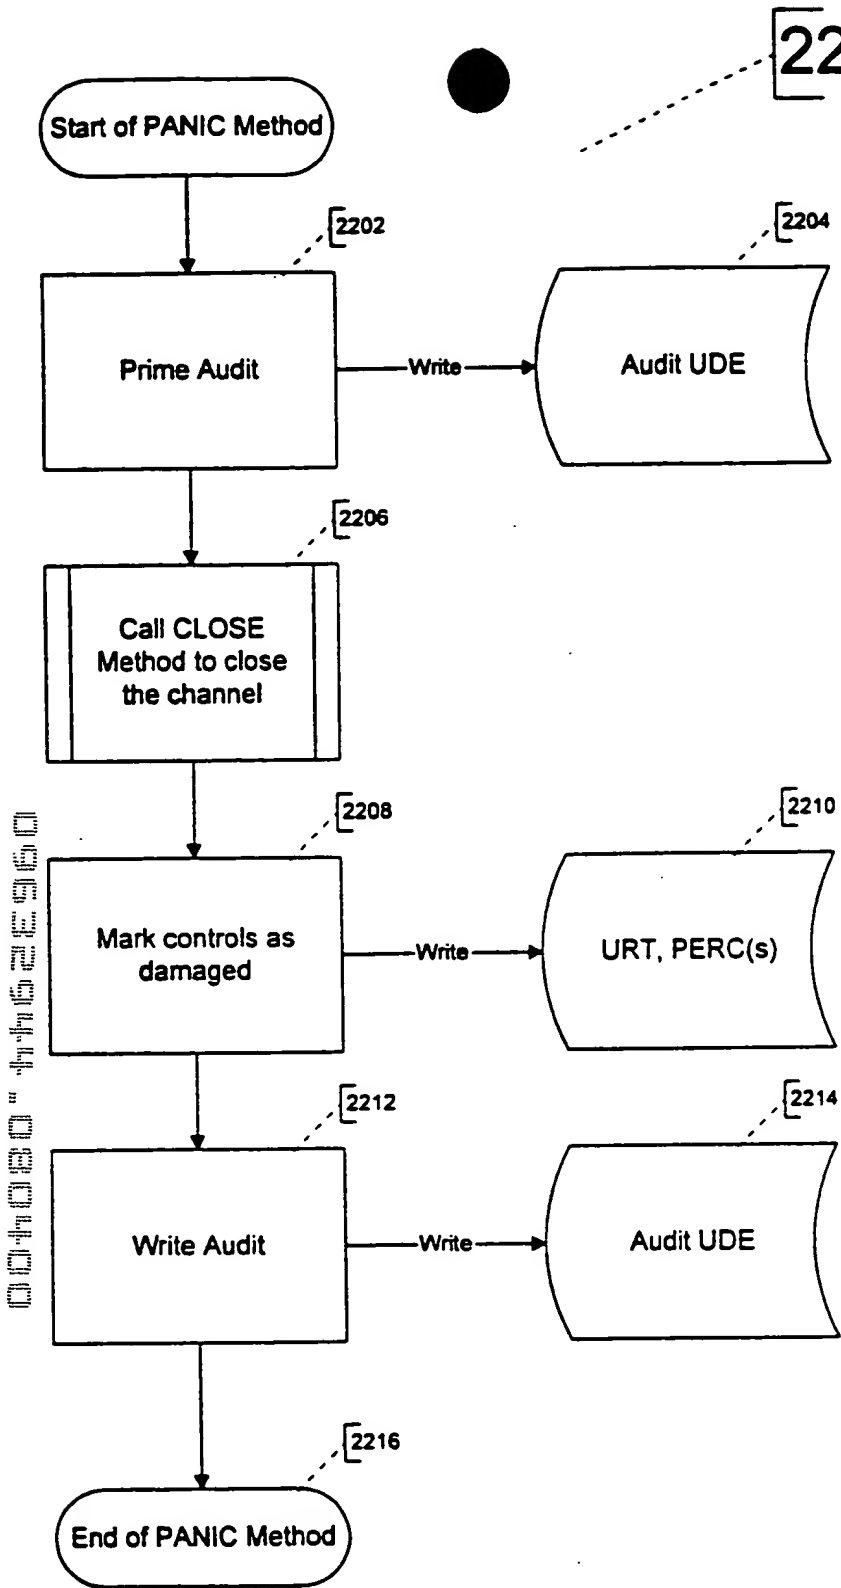 22
Start of PANIC Method
2202
2204
Prime Audit
Write
Audit UDE
2206
Call CLOSE
Method to close
the channel
2208
2210
Mark controls as
damaged
Write
URT, PERC(s)
2212
2214
Write Audit
Write
Audit UDE
2216
End of PANIC Method
09632944.080400